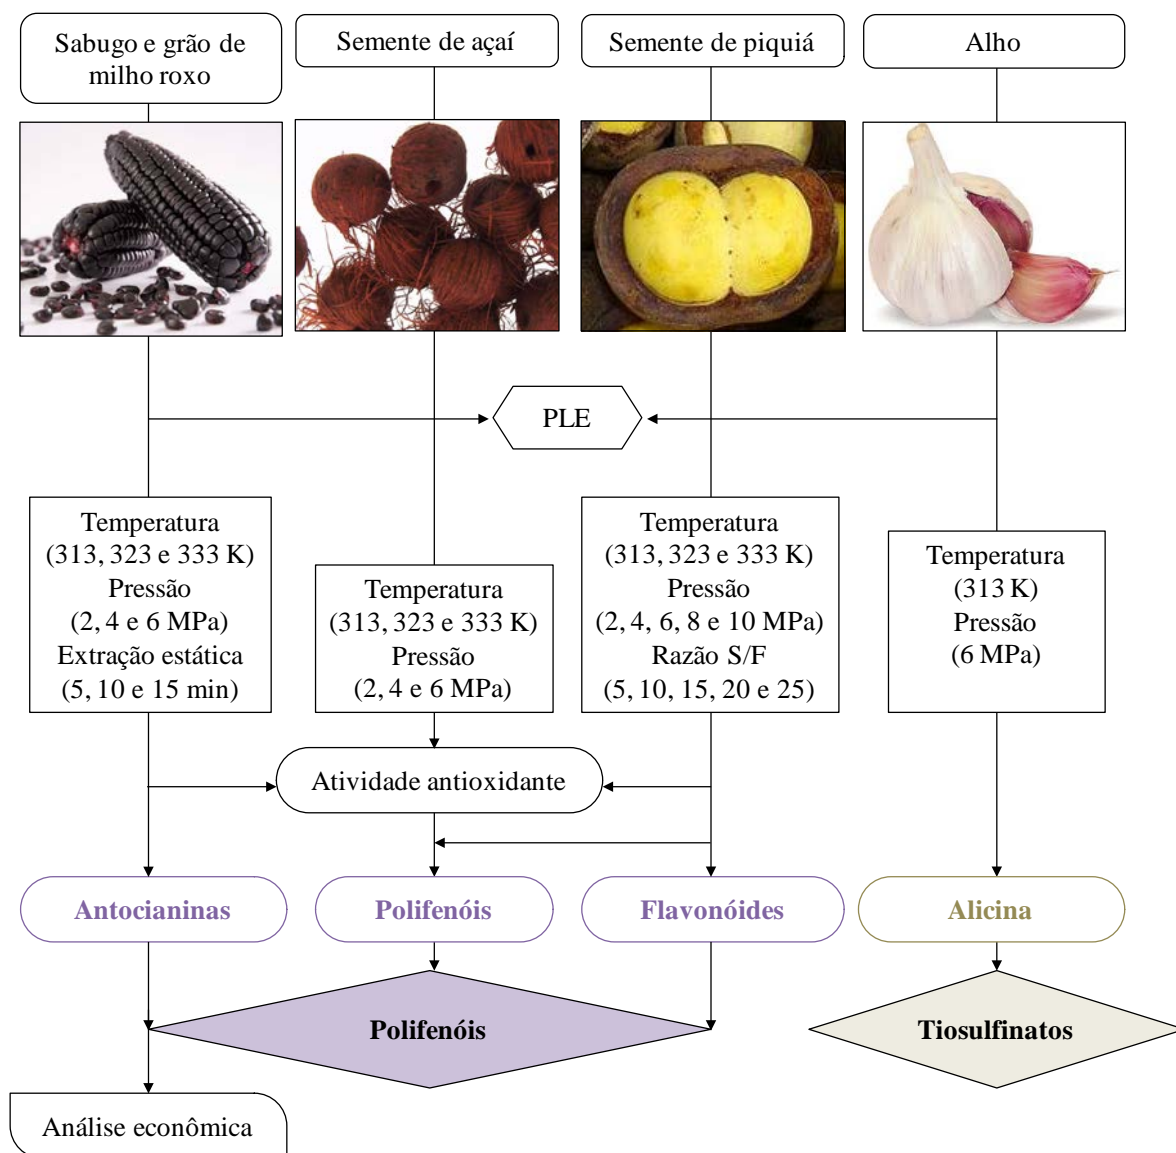 Sabugo e grão de
milho roxo
Semente de açaí
Semente de piquiá
Alho
PLE
Temperatura
(313, 323 e 333 K)
Pressão
(2, 4 e 6 MPa)
Extração estática
(5, 10 e 15 min)
Temperatura
(313, 323 e 333 K)
Pressão
(2, 4 e 6 MPa)
Temperatura
(313, 323 e 333 K)
Pressão
(2, 4, 6, 8 e 10 MPa)
Razão S/F
(5, 10, 15, 20 e 25)
Temperatura
(313 K)
Pressão
(6 MPa)
Atividade antioxidante
Antocianinas
Polifenóis
Flavonóides
Alicina
Polifenóis
Tiosulfinatos
Análise econômica